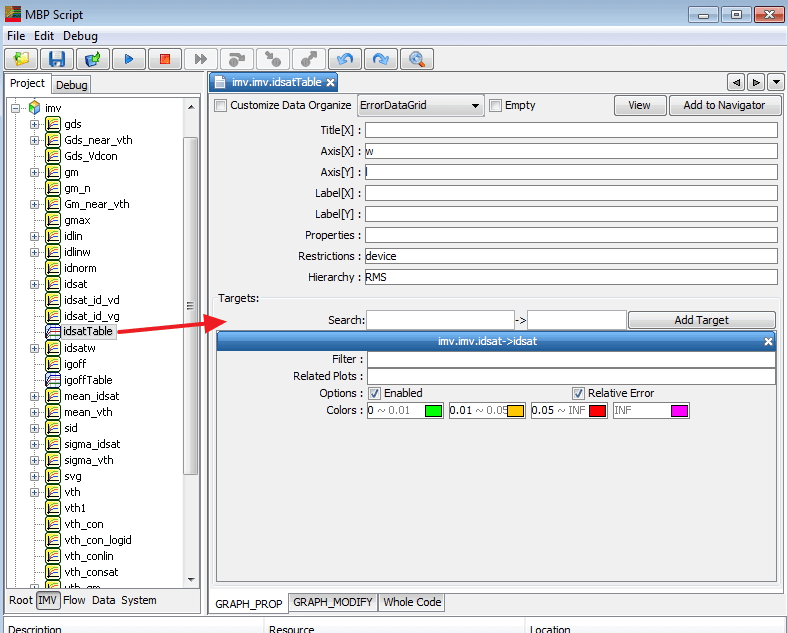 MBP Script
File Edit Debug
Project Debug
imv
gds
Gds_near_vth
Gds_Vdcon
gm
gm_n
Gm_near_vth
gmax
idlin
idlinw
idnorm
idsat
idsat_id_vd
idsat_id_vg
idsatTable
idsatw
igoff
igoffTable
mean_idsat
mean_vth
sid
sigma_idsat
sigma_vth
svg
vth
vth1
vth_con
vth_con_logid
vth_conlin
vth_consat
vth_gm
Root IMV Flow Data System
imv.imv.idsatTable
Customize Data Organize ErrorDataGrid Empty View Add to Navigator
Title[X] :
Axis[X] : w
Axis[Y] : l
Label[X] :
Label[Y] :
Properties :
Restrictions : device
Hierarchy : RMS
Targets:
Search: -> Add Target
imv.imv.idsat->idsat
Filter :
Related Plots :
Options : Enabled Relative Error
Colors : 0 ~ 0.01 0.01 ~ 0.05 0.05 ~ INF INF
GRAPH_PROP GRAPH_MODIFY Whole Code
Description Resource Location